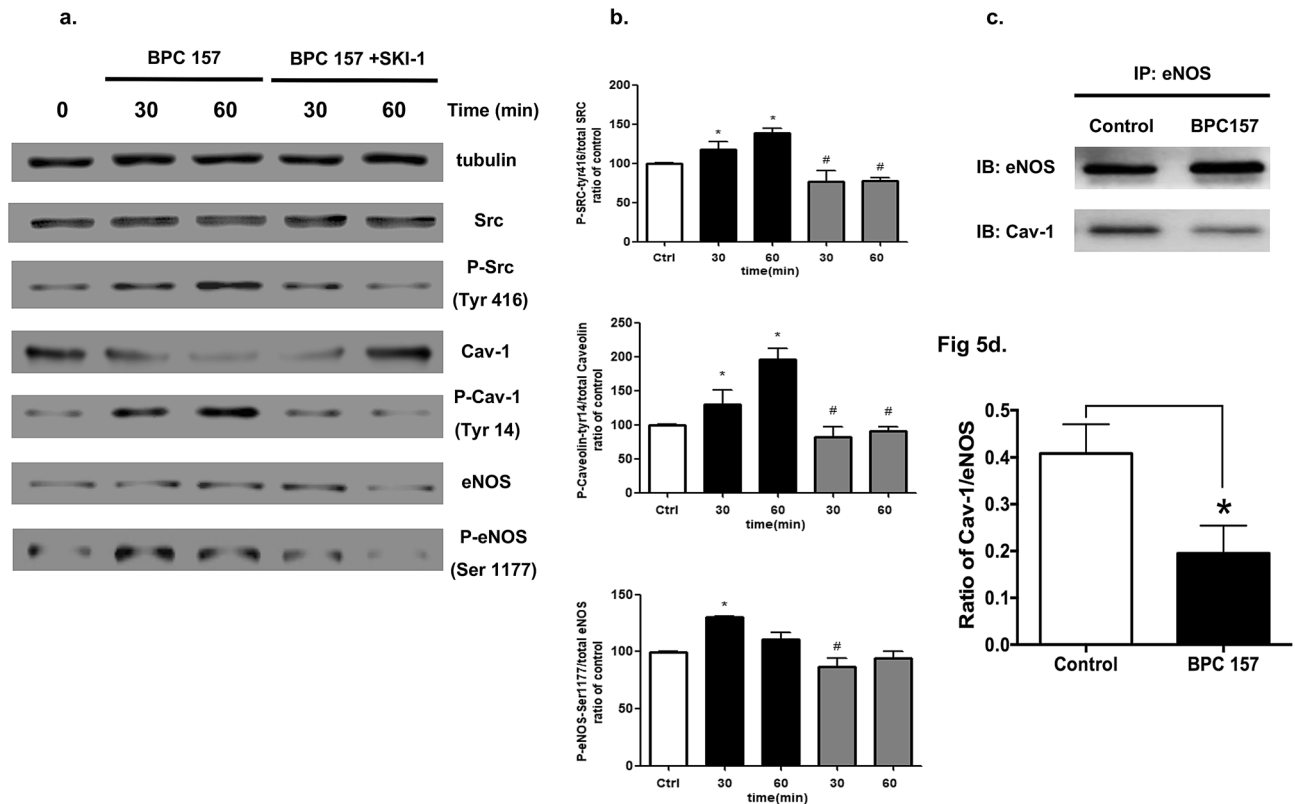 a.
BPC 157
BPC 157 +SKI-1
0 30 60 30 60 Time (min)
tubulin
Src
P-Src
(Tyr 416)
Cav-1
P-Cav-1
(Tyr 14)
eNOS
P-eNOS
(Ser 1177)
b.
P-SRC-tyr416/total SRC
ratio of control
200
150
100
50
0
* * # #
Ctrl 30 60 30 60
time(min)
P-Caveolin-tyr14/total Caveolin
ratio of control
250
200
150
100
50
0
* * # #
Ctrl 30 60 30 60
time(min)
P-eNOS-Ser1177/total eNOS
ratio of control
150
100
50
0
* #
Ctrl 30 60 30 60
time(min)
c.
IP: eNOS
Control BPC157
IB: eNOS
IB: Cav-1
Fig 5d.
Ratio of Cav-1/eNOS
0.5
0.4
0.3
0.2
0.1
0.0
*
Control BPC 157